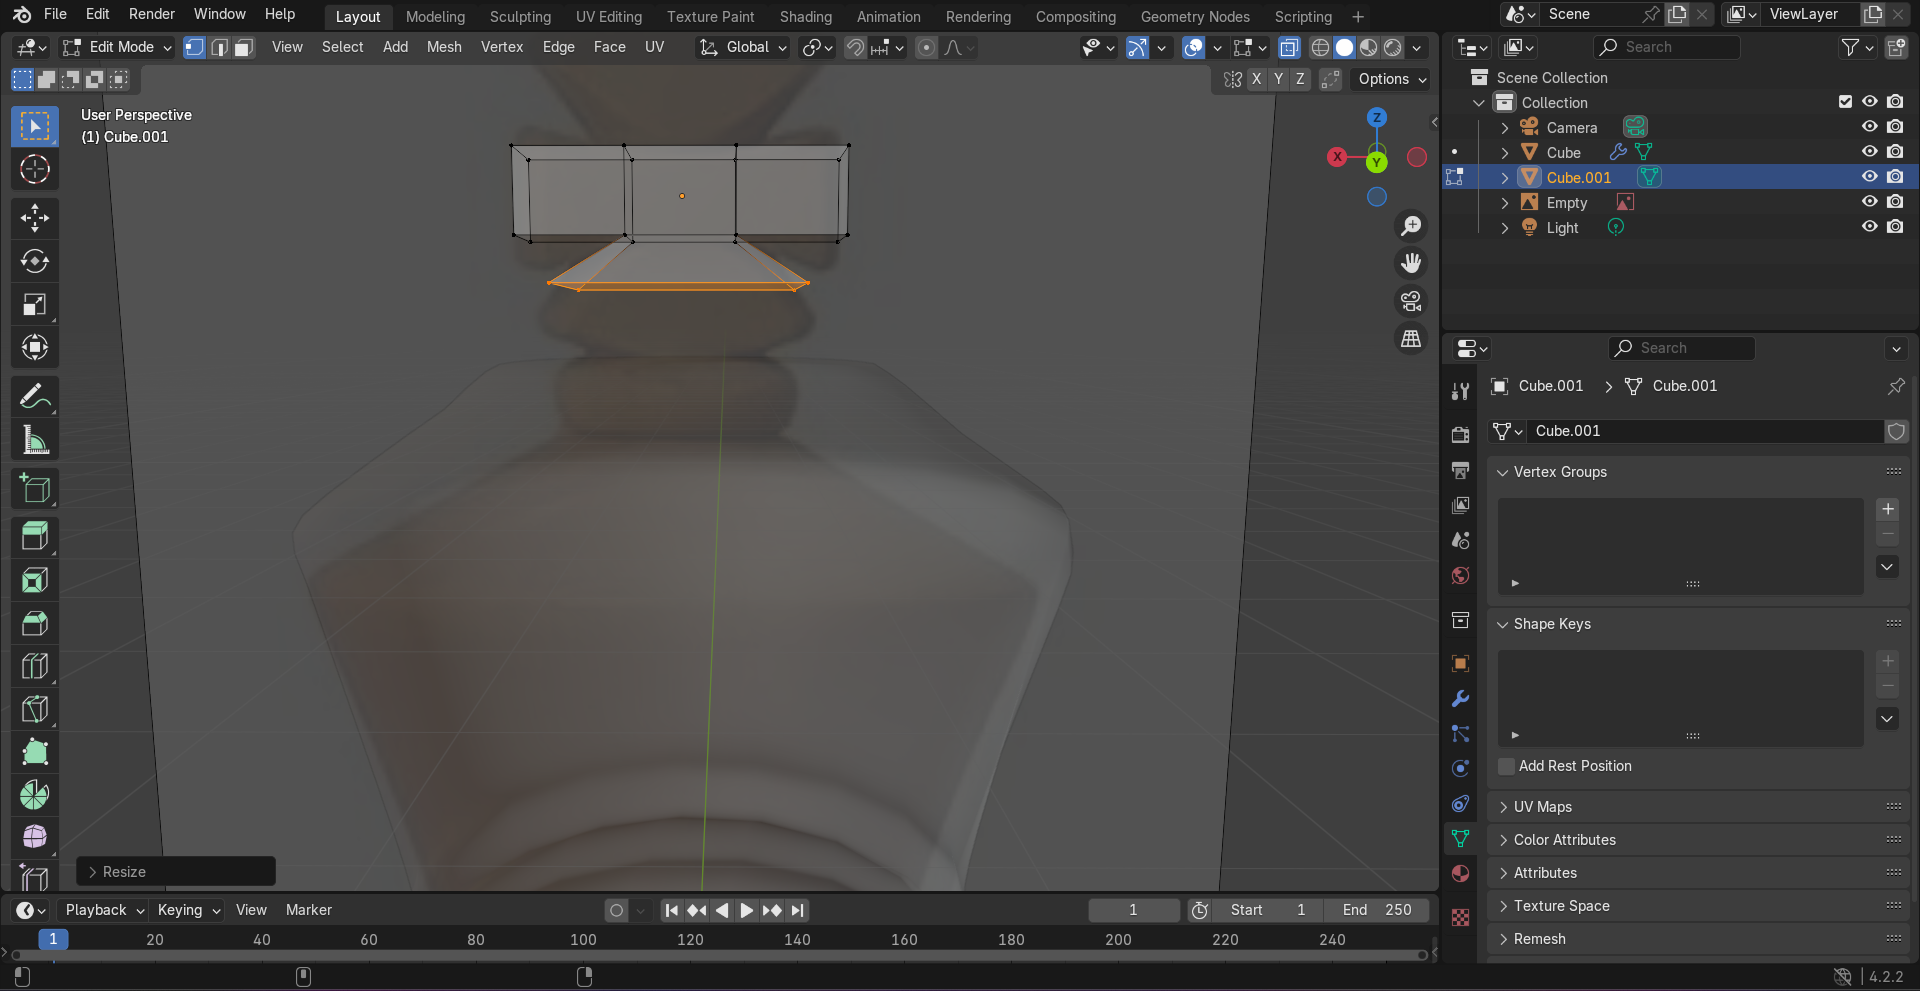 File Edit Render Window Help Layout Modeling Sculpting UV Editing Texture Paint Shading Animation Rendering Compositing Geometry Nodes Scripting + Scene ViewLayer
Edit Mode View Select Add Mesh Vertex Edge Face UV Global Search
X Y Z Options
User Perspective
(1) Cube.001
Z
X
Y
Scene Collection
Collection
Camera
Cube
Cube.001
Empty
Light
Search
Cube.001 Cube.001
Cube.001
Vertex Groups
Shape Keys
Add Rest Position
UV Maps
Color Attributes
Attributes
Texture Space
Remesh
Resize
Playback Keying View Marker 1 Start 1 End 250
1 20 40 60 80 100 120 140 160 180 200 220 240
4.2.2